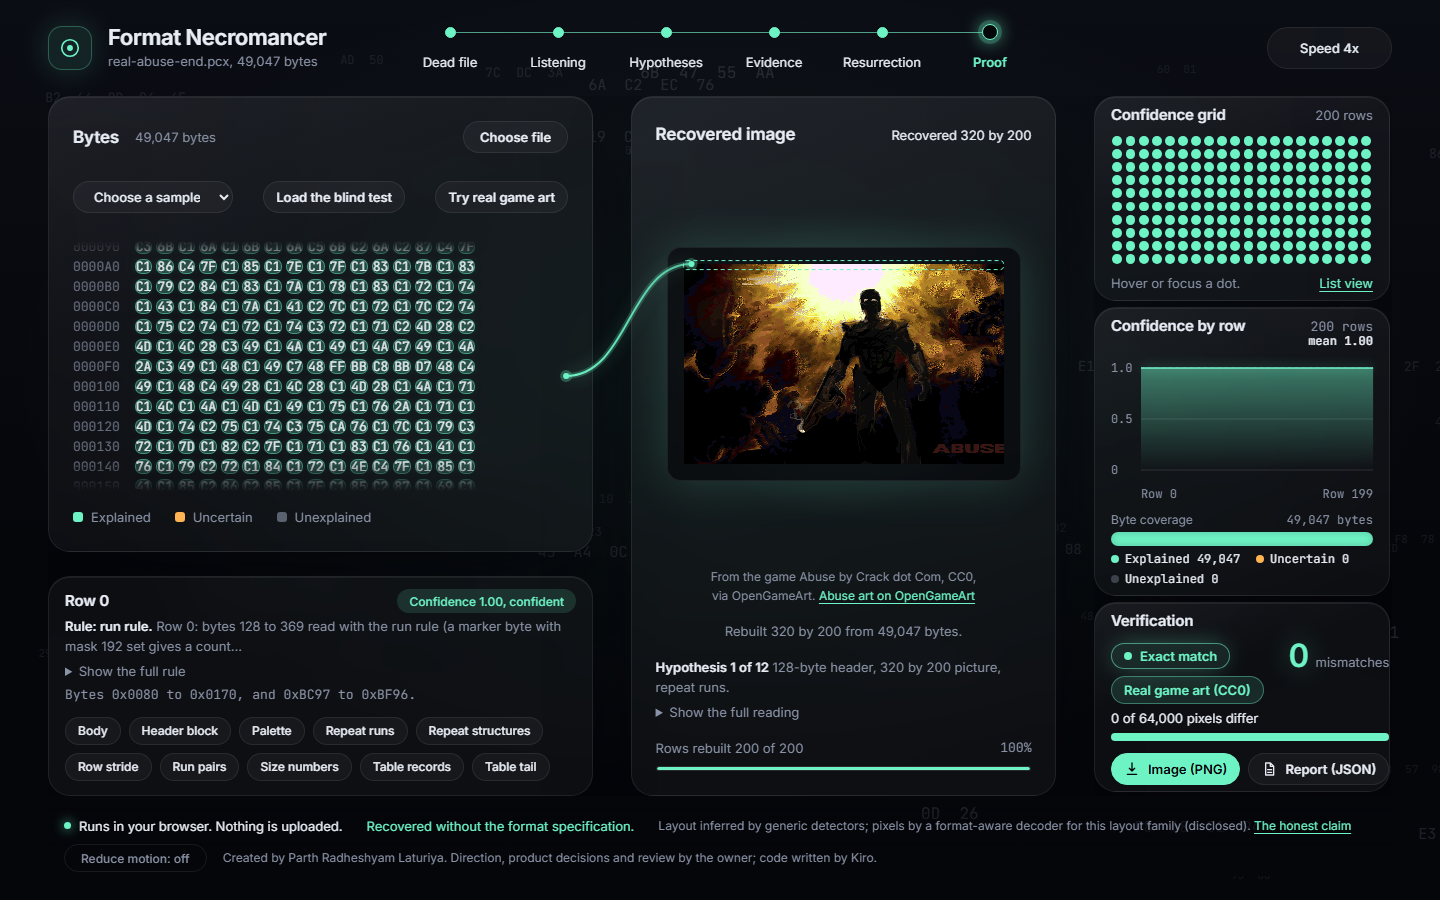 Format Necromancer
real-abuse-end.pcx, 49,047 bytes
Dead file
Listening
Hypotheses
Evidence
Resurrection
Proof
Speed 4x
Bytes 49,047 bytes
Choose file
Choose a sample
Load the blind test
Try real game art
0000A0 C1 86 C4 7F C1 85 C1 7E C1 7F C1 83 C1 7B C1 83
0000B0 C1 79 C2 84 C1 83 C1 7A C1 78 C1 83 C1 72 C1 74
0000C0 C1 43 C1 84 C1 7A C1 41 C2 7C C1 72 C1 7C C2 74
0000D0 C1 75 C2 74 C1 72 C1 74 C3 72 C1 71 C2 4D 28 C2
0000E0 4D C1 4C 28 C3 49 C1 4A C1 49 C1 4A C7 49 C1 4A
0000F0 2A C3 49 C1 48 C1 49 C7 48 FF BB C8 BB D7 48 C4
000100 49 C1 48 C4 49 28 C1 4C 28 C1 4D 28 C1 4A C1 71
000110 C1 4C C1 4A C1 4D C1 49 C1 75 C1 76 2A C1 71 C1
000120 4D C1 74 C2 75 C1 74 C3 75 CA 76 C1 7C C1 79 C3
000130 72 C1 7D C1 82 C2 7F C1 71 C1 83 C1 76 C1 41 C1
000140 76 C1 79 C2 72 C1 84 C1 72 C1 4E C4 7F C1 85 C1
Explained
Uncertain
Unexplained
Row 0
Confidence 1.00, confident
Rule: run rule. Row 0: bytes 128 to 369 read with the run rule (a marker byte with
mask 192 set gives a count...
Show the full rule
Bytes 0x0080 to 0x0170, and 0xBC97 to 0xBF96.
Body
Header block
Palette
Repeat runs
Repeat structures
Row stride
Run pairs
Size numbers
Table records
Table tail
Recovered image
Recovered 320 by 200
ABUSE
From the game Abuse by Crack dot Com, CC0,
via OpenGameArt. Abuse art on OpenGameArt
Rebuilt 320 by 200 from 49,047 bytes.
Hypothesis 1 of 12 128-byte header, 320 by 200 picture,
repeat runs.
Show the full reading
Rows rebuilt 200 of 200
100%
Confidence grid
200 rows
Hover or focus a dot.
List view
Confidence by row
200 rows
mean 1.00
1.0
0.5
0
Row 0
Row 199
Byte coverage
49,047 bytes
Explained 49,047
Uncertain 0
Unexplained 0
Verification
Exact match
0 mismatches
Real game art (CC0)
0 of 64,000 pixels differ
Image (PNG)
Report (JSON)
Runs in your browser. Nothing is uploaded.
Recovered without the format specification.
Layout inferred by generic detectors; pixels by a format-aware decoder for this layout family (disclosed). The honest claim
Reduce motion: off
Created by Parth Radheshyam Laturiya. Direction, product decisions and review by the owner; code written by Kiro.